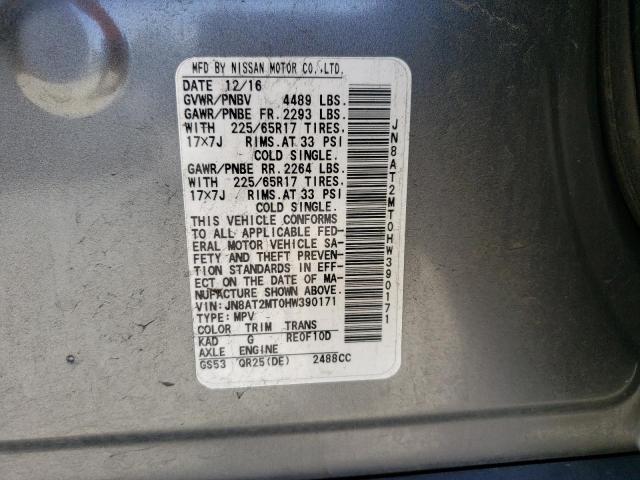 MFD BY NISSAN MOTOR CO.,LTD.
DATE 12/16
GVWR/PNBV 4489 LBS.
GAWR/PNBE FR. 2293 LBS.
WITH 225/65R17 TIRES.
17X7J RIMS. AT 33 PSI
COLD SINGLE.
GAWR/PNBE RR. 2264 LBS.
WITH 225/65R17 TIRES.
17X7J RIMS. AT 33 PSI
COLD SINGLE.
THIS VEHICLE CONFORMS
TO ALL APPLICABLE FED-
ERAL MOTOR VEHICLE SA-
FETY AND THEFT PREVEN-
TION STANDARDS IN EFF-
ECT ON THE DATE OF MA-
NUFACTURE SHOWN ABOVE.
VIN: JN8AT2MT0HW390171
TYPE: MPV
COLOR TRIM TRANS
KAD G RE0F10D
AXLE ENGINE
GS53 QR25(DE) 2488CC
JN8AT2MT0HW390171